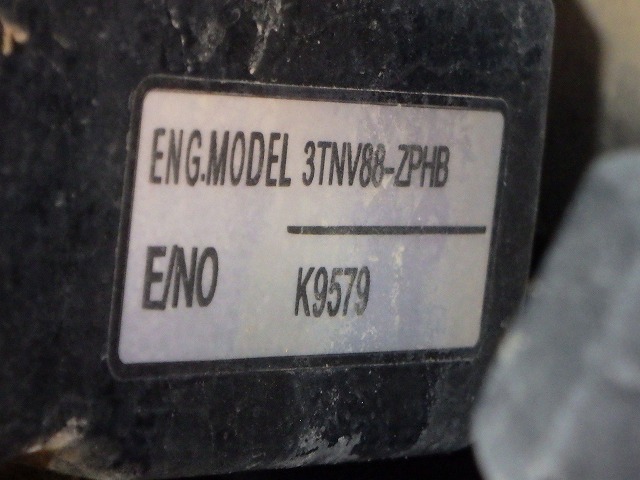 ENG.MODEL 3TNV88-ZPHB
E/NO K9579